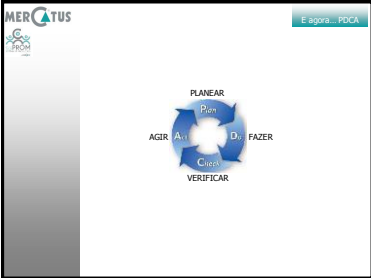 MERCATUS
E agora... PDCA
PROM
PLANEAR
Plan
AGIR
Act
Do
FAZER
Check
VERIFICAR